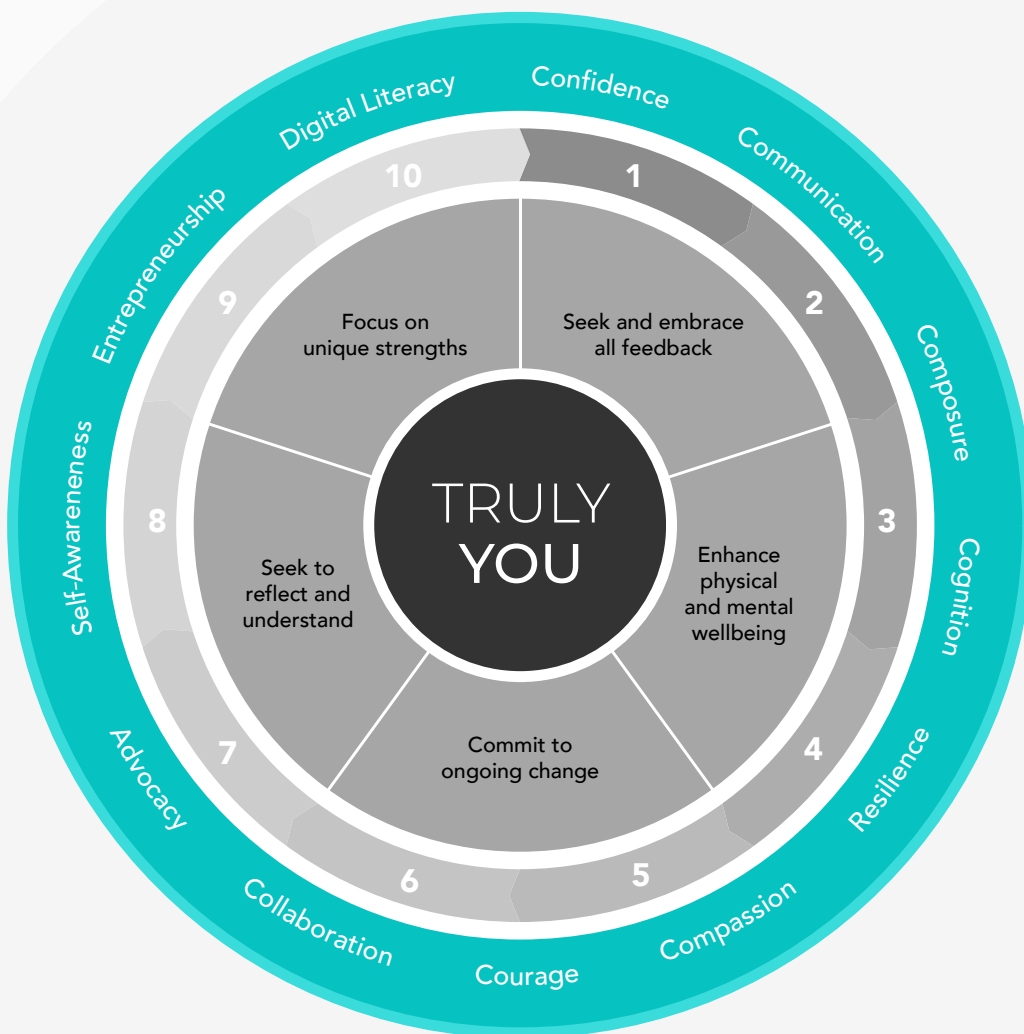 Confidence
Communication
Composure
Cognition
Resilience
Compassion
Courage
Collaboration
Advocacy
Self-Awareness
Entrepreneurship
Digital Literacy
1
2
3
4
5
6
7
8
9
10
Seek and embrace
all feedback
Enhance
physical
and mental
wellbeing
Commit to
ongoing change
Seek to
reflect and
understand
Focus on
unique strengths
TRULY
YOU